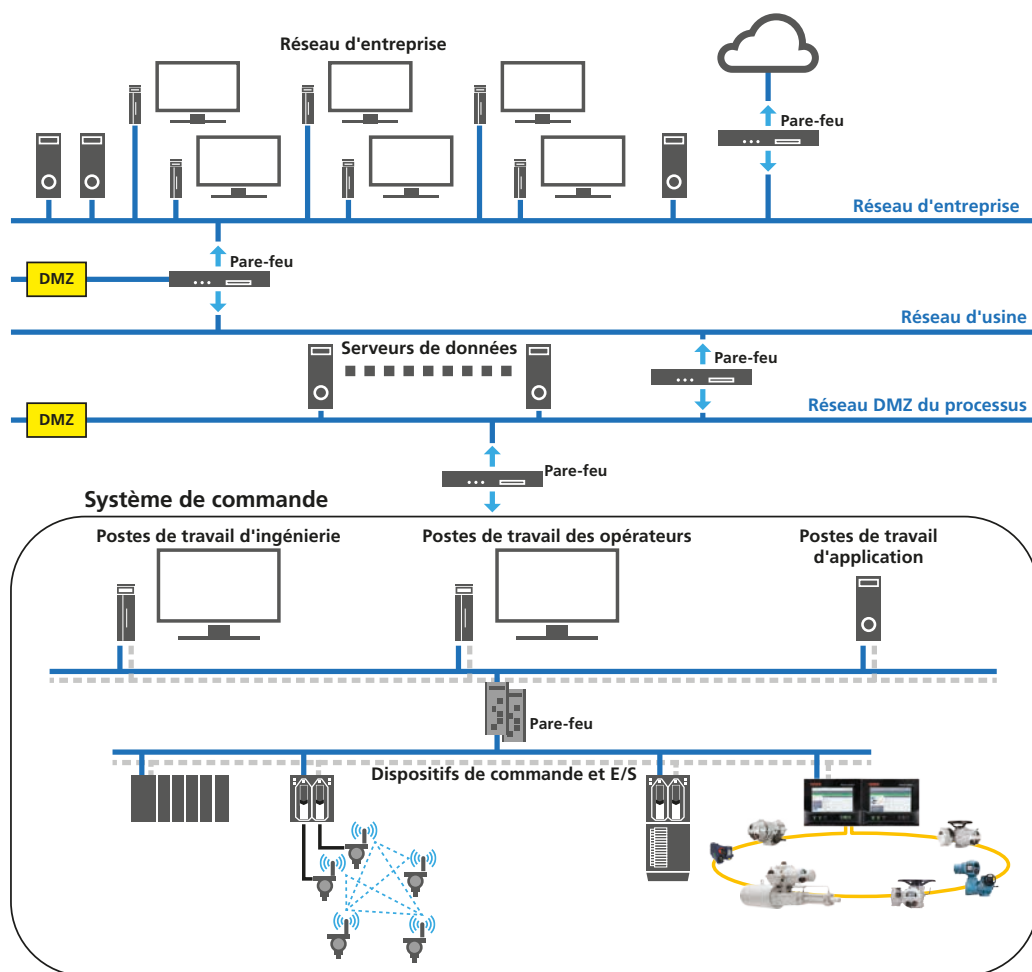 Réseau d'entreprise
Pare-feu
Réseau d'entreprise
Pare-feu
DMZ
Réseau d'usine
Serveurs de données
Pare-feu
Réseau DMZ du processus
DMZ
Pare-feu
Système de commande
Postes de travail d'ingénierie
Postes de travail des opérateurs
Postes de travail
d'application
Pare-feu
Dispositifs de commande et E/S